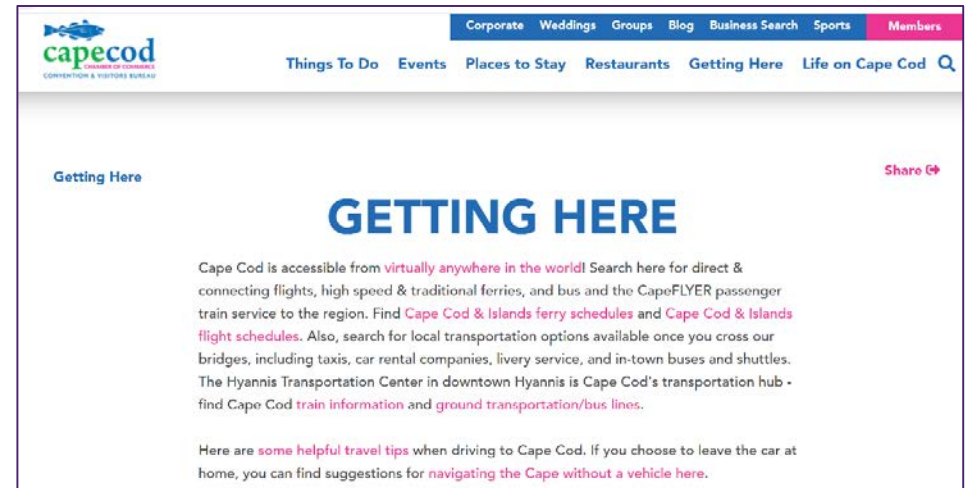 Corporate Weddings Groups Blog Business Search Sports Members
capecod
CHAMBER OF COMMERCE
CONVENTION & VISITORS BUREAU
Things To Do Events Places to Stay Restaurants Getting Here Life on Cape Cod
Getting Here
Share
GETTING HERE
Cape Cod is accessible from virtually anywhere in the world! Search here for direct &
connecting flights, high speed & traditional ferries, and bus and the CapeFLYER passenger
train service to the region. Find Cape Cod & Islands ferry schedules and Cape Cod & Islands
flight schedules. Also, search for local transportation options available once you cross our
bridges, including taxis, car rental companies, livery service, and in-town buses and shuttles.
The Hyannis Transportation Center in downtown Hyannis is Cape Cod's transportation hub -
find Cape Cod train information and ground transportation/bus lines.
Here are some helpful travel tips when driving to Cape Cod. If you choose to leave the car at
home, you can find suggestions for navigating the Cape without a vehicle here.